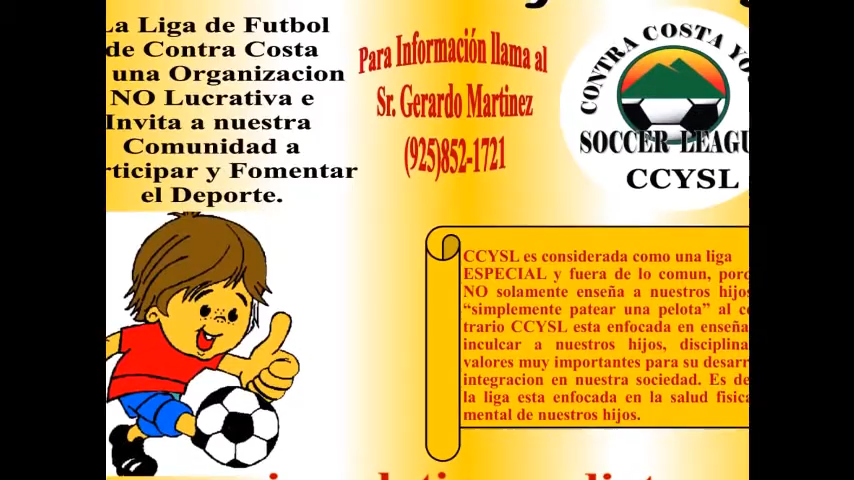 La Liga de Futbol
de Contra Costa
una Organizacion
NO Lucrativa e
Invita a nuestra
Comunidad a
rticipar y Fomentar
el Deporte.
Para Información llama al
Sr. Gerardo Martinez
(925)852-1721
CONTRA COSTA YO
SOCCER LEAGU
CCYSL
CCYSL es considerada como una liga
ESPECIAL y fuera de lo comun, porq
NO solamente enseña a nuestros hijos
“simplemente patear una pelota” al co
trario CCYSL esta enfocada en enseña
inculcar a nuestros hijos, disciplina
valores muy importantes para su desarr
integracion en nuestra sociedad. Es de
la liga esta enfocada en la salud fisica
mental de nuestros hijos.